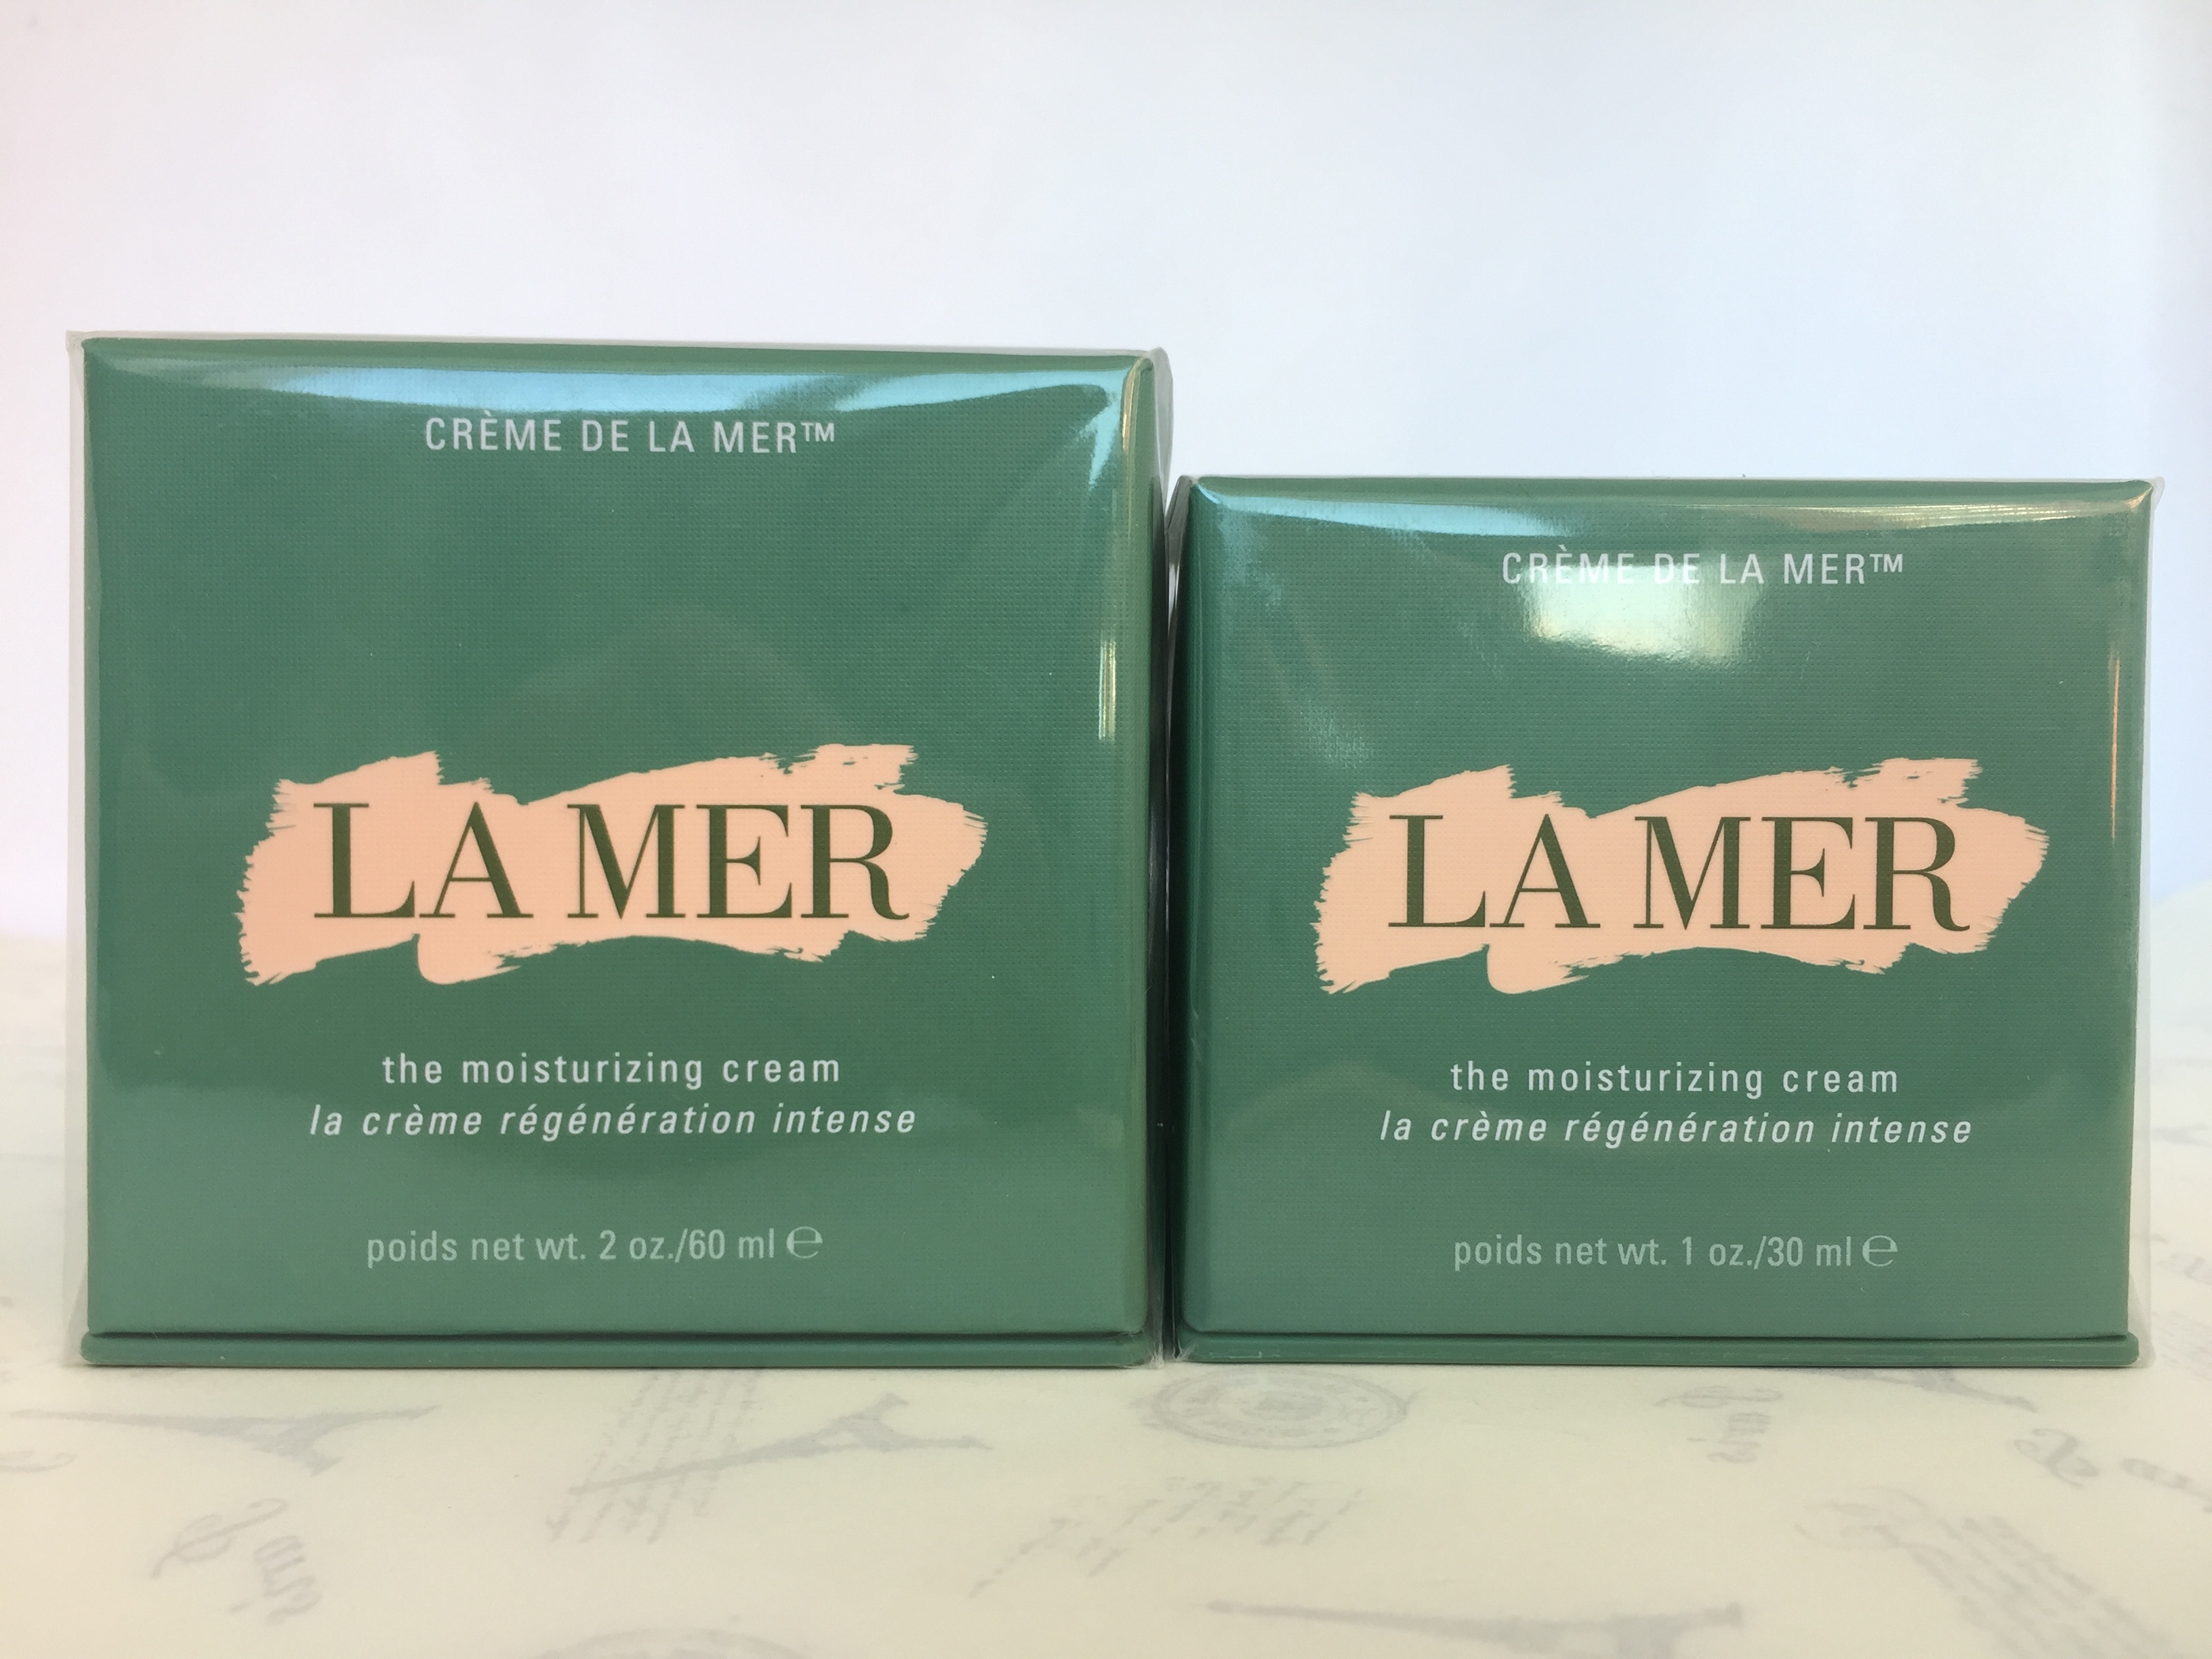 CRÈME DE LA MER™
LA MER
the moisturizing cream
la crème régénération intense
poids net wt. 2 oz./60 ml ℮
CRÈME DE LA MER™
LA MER
the moisturizing cream
la crème régénération intense
poids net wt. 1 oz./30 ml ℮